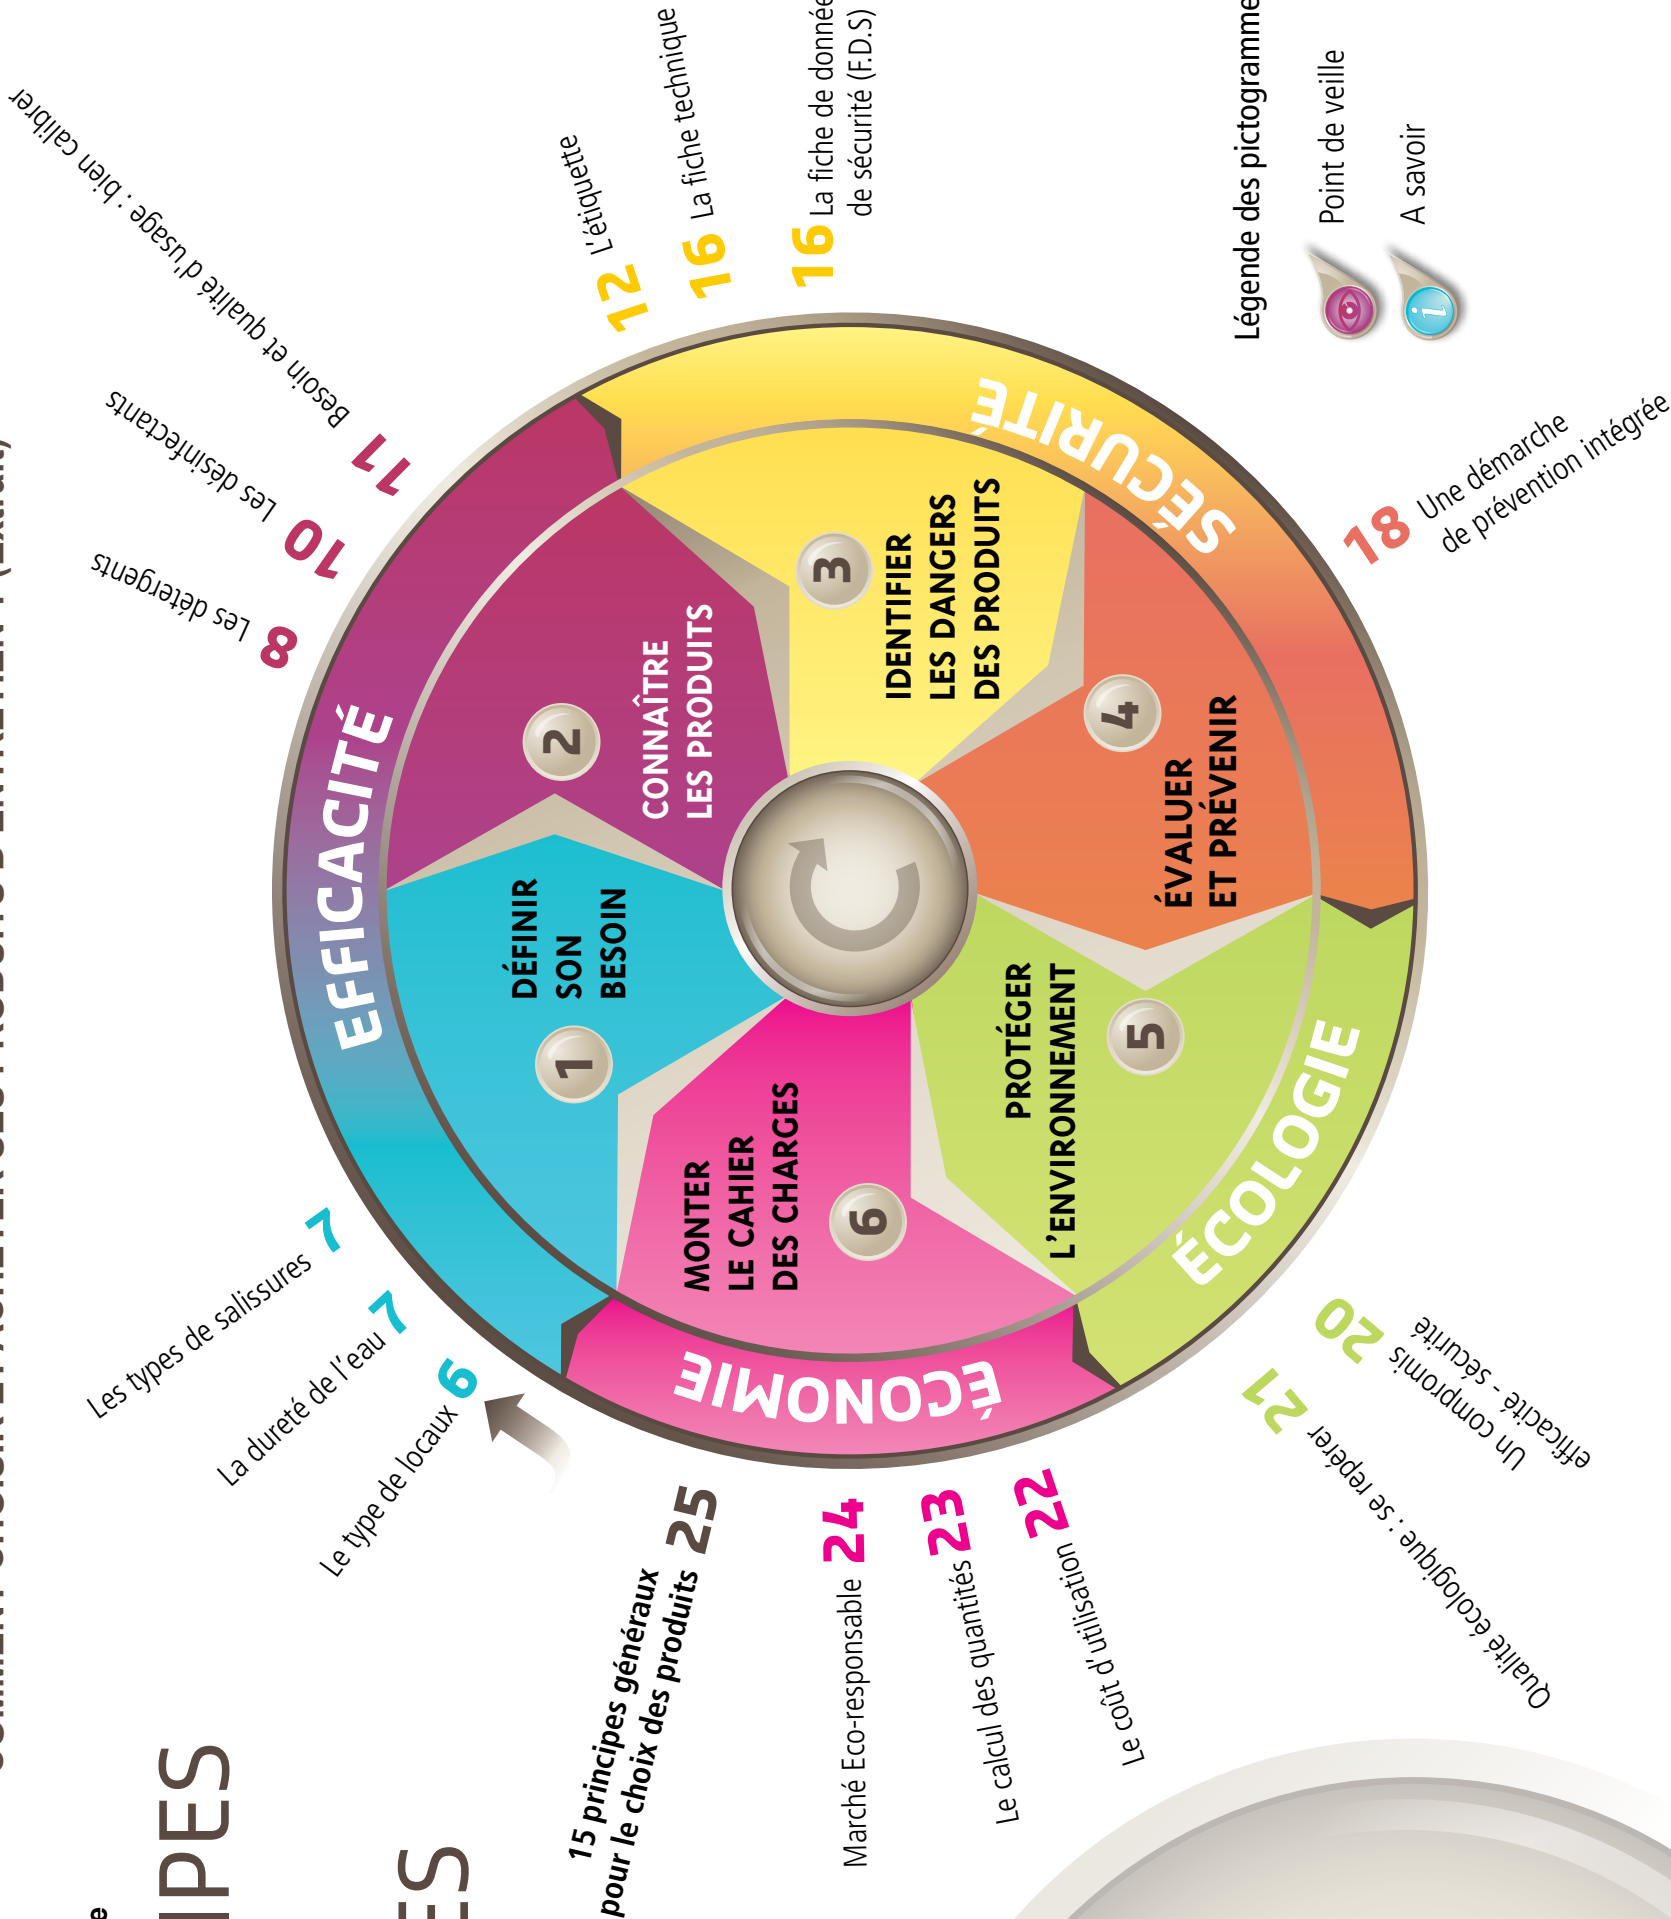 IPES
ES
EFFICACITÉ
SÉCURITÉ
ÉCOLOGIE
ÉCONOMIE
1
DÉFINIR
SON
BESOIN
2
CONNAÎTRE
LES PRODUITS
3
IDENTIFIER
LES DANGERS
DES PRODUITS
4
ÉVALUER
ET PRÉVENIR
5
PROTÉGER
L'ENVIRONNEMENT
6
MONTER
LE CAHIER
DES CHARGES
Le type de locaux 6
La dureté de l'eau 7
Les types de salissures 7
8 Les détergents
10 Les désinfectants
11 Besoin et qualité d'usage : bien calibrer
12 L'étiquette
16 La fiche technique
16 La fiche de donnée
de sécurité (F.D.S)
18 Une démarche
de prévention intégrée
20 Un compromis
efficacité - sécurité
21 Qualité écologique : se repérer
Le coût d'utilisation 22
Le calcul des quantités 23
Marché Eco-responsable 24
15 principes généraux
pour le choix des produits 25
Légende des pictogramme
Point de veille
i A savoir